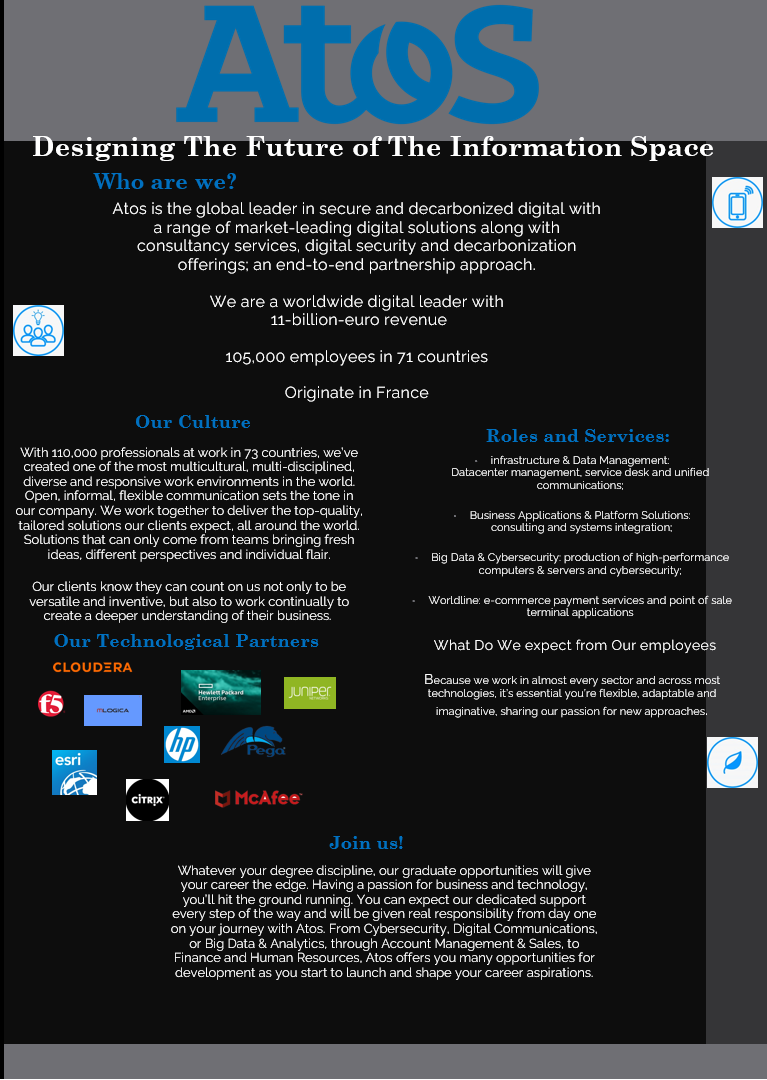 Atos
Designing The Future of The Information Space
Who are we?
Atos is the global leader in secure and decarbonized digital with
a range of market-leading digital solutions along with
consultancy services, digital security and decarbonization
offerings; an end-to-end partnership approach.
We are a worldwide digital leader with
11-billion-euro revenue
105,000 employees in 71 countries
Originate in France
Our Culture
With 110,000 professionals at work in 73 countries, we've
created one of the most multicultural, multi-disciplined,
diverse and responsive work environments in the world.
Open, informal, flexible communication sets the tone in
our company. We work together to deliver the top-quality,
tailored solutions our clients expect, all around the world.
Solutions that can only come from teams bringing fresh
ideas, different perspectives and individual flair.
Our clients know they can count on us not only to be
versatile and inventive, but also to work continually to
create a deeper understanding of their business.
Our Technological Partners
CLOUDERA
f5
mLOGICA
Hewlett Packard
Enterprise
AMD
JUNIPER
NETWORKS
hp
Pega
esri
CİTRIX
McAfee
Roles and Services:
- infrastructure & Data Management:
Datacenter management, service desk and unified
communications;
- Business Applications & Platform Solutions:
consulting and systems integration;
- Big Data & Cybersecurity: production of high-performance
computers & servers and cybersecurity;
- Worldline: e-commerce payment services and point of sale
terminal applications
What Do We expect from Our employees
Because we work in almost every sector and across most
technologies, it's essential you're flexible, adaptable and
imaginative, sharing our passion for new approaches.
Join us!
Whatever your degree discipline, our graduate opportunities will give
your career the edge. Having a passion for business and technology,
you'll hit the ground running. You can expect our dedicated support
every step of the way and will be given real responsibility from day one
on your journey with Atos. From Cybersecurity, Digital Communications,
or Big Data & Analytics, through Account Management & Sales, to
Finance and Human Resources, Atos offers you many opportunities for
development as you start to launch and shape your career aspirations.